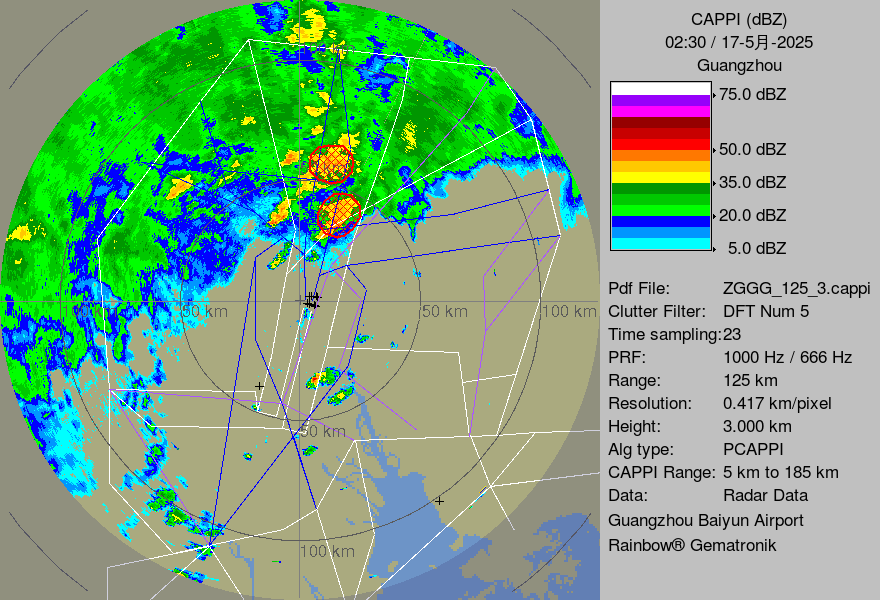 CAPPI (dBZ)
02:30 / 17-5月-2025
Guangzhou
75.0 dBZ
50.0 dBZ
35.0 dBZ
20.0 dBZ
5.0 dBZ
50 km
100 km
50 km
100 km
Pdf File: ZGGG_125_3.cappi
Clutter Filter: DFT Num 5
Time sampling:23
PRF: 1000 Hz / 666 Hz
Range: 125 km
Resolution: 0.417 km/pixel
Height: 3.000 km
Alg type: PCAPPI
CAPPI Range: 5 km to 185 km
Data: Radar Data
Guangzhou Baiyun Airport
Rainbow® Gematronik